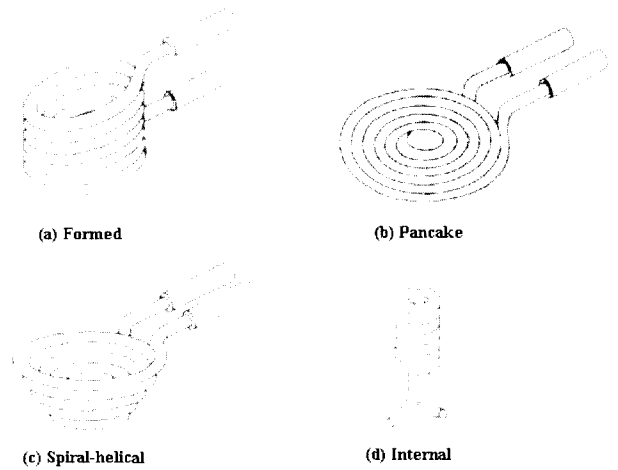 (a) Formed
(b) Pancake
(c) Spiral-helical
(d) Internal